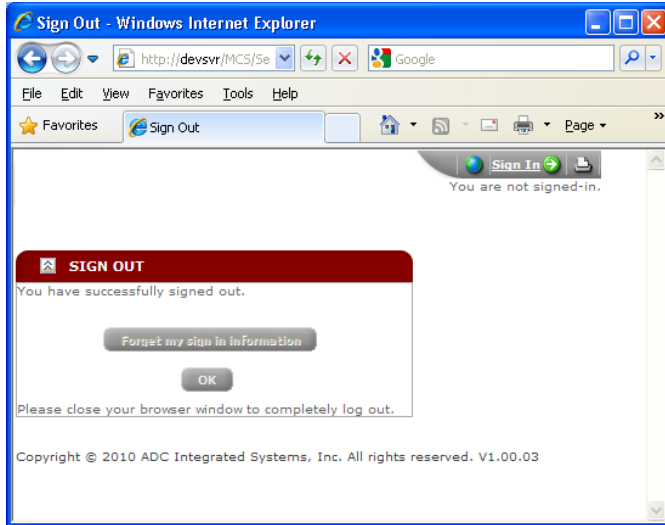 Sign Out - Windows Internet Explorer
http://devsvr/MCS/Se
Google
File Edit View Favorites Tools Help
Favorites Sign Out Page
Sign In
You are not signed-in.
SIGN OUT
You have successfully signed out.
Forget my sign in information
OK
Please close your browser window to completely log out.
Copyright © 2010 ADC Integrated Systems, Inc. All rights reserved. V1.00.03